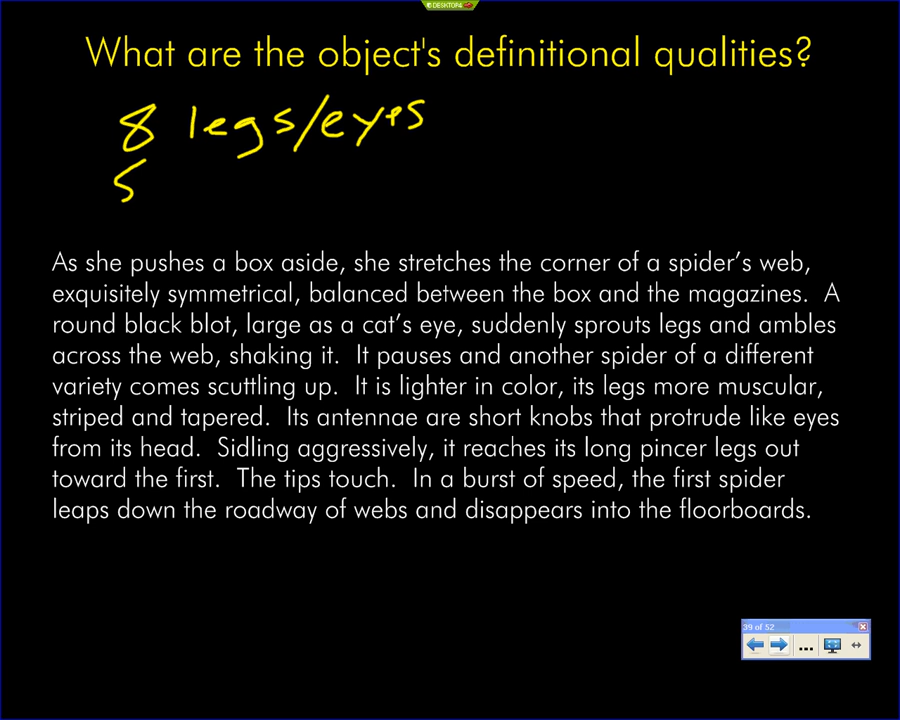 DESKTOP4
What are the object's definitional qualities?
8 legs/eyes
5
As she pushes a box aside, she stretches the corner of a spider’s web,
exquisitely symmetrical, balanced between the box and the magazines. A
round black blot, large as a cat’s eye, suddenly sprouts legs and ambles
across the web, shaking it. It pauses and another spider of a different
variety comes scuttling up. It is lighter in color, its legs more muscular,
striped and tapered. Its antennae are short knobs that protrude like eyes
from its head. Sidling aggressively, it reaches its long pincer legs out
toward the first. The tips touch. In a burst of speed, the first spider
leaps down the roadway of webs and disappears into the floorboards.
39 of 52
...